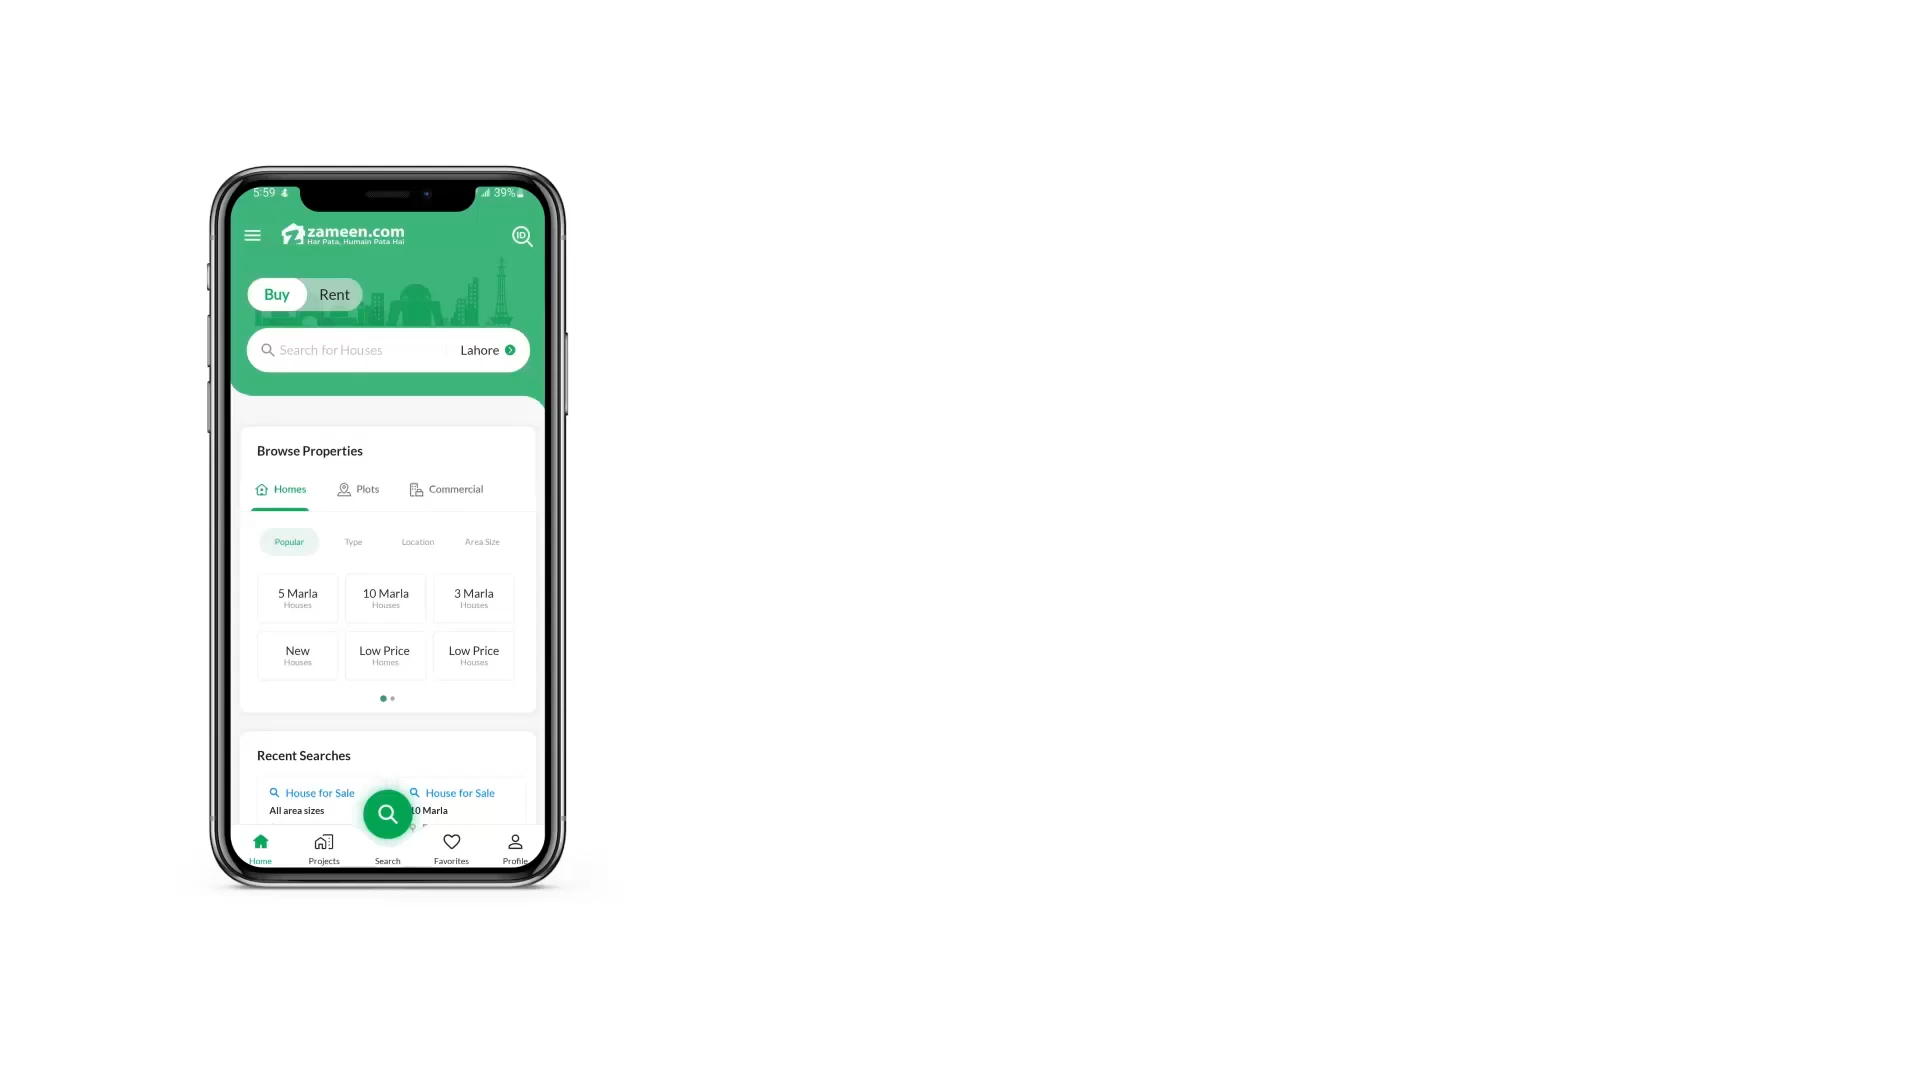 5:59
39%
zameen.com
Har Pata, Humain Pata Hai
ID
Buy Rent
Search for Houses Lahore
Browse Properties
Homes Plots Commercial
Popular Type Location Area Size
5 Marla 10 Marla 3 Marla
Houses Houses Houses
New Low Price Low Price
Houses Homes Houses
Recent Searches
House for Sale House for Sale
All area sizes 10 Marla
Home Projects Search Favorites Profile